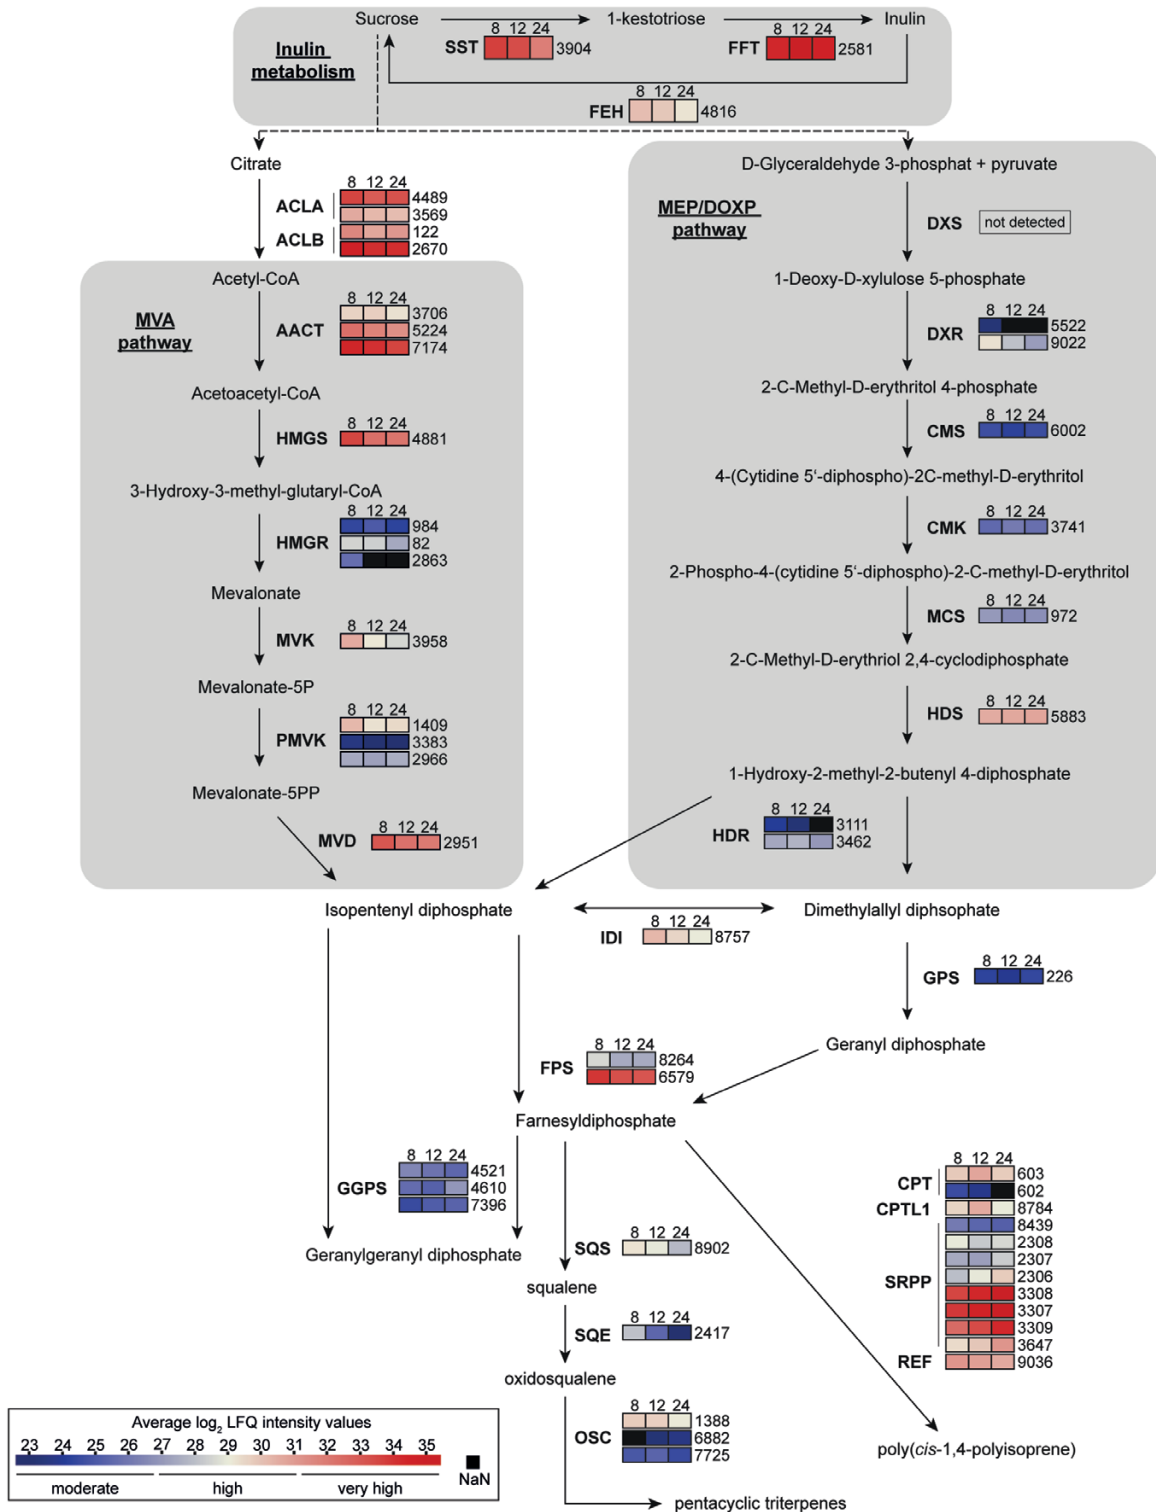 Sucrose 1-kestotriose Inulin
8 12 24
SST 3904
8 12 24
FFT 2581
Inulin
metabolism
8 12 24
FEH 4816
Citrate
8 12 24
ACLA 4489
3569
ACLB 122
2670
Acetyl-CoA
MVA
pathway
8 12 24
AACT 3706
5224
7174
Acetoacetyl-CoA
8 12 24
HMGS 4881
3-Hydroxy-3-methyl-glutaryl-CoA
8 12 24
HMGR 984
82
2863
Mevalonate
8 12 24
MVK 3958
Mevalonate-5P
8 12 24
PMVK 1409
3383
2966
Mevalonate-5PP
8 12 24
MVD 2951
D-Glyceraldehyde 3-phosphat + pyruvate
MEP/DOXP
pathway
DXS not detected
1-Deoxy-D-xylulose 5-phosphate
8 12 24
DXR 5522
9022
2-C-Methyl-D-erythritol 4-phosphate
8 12 24
CMS 6002
4-(Cytidine 5‘-diphospho)-2C-methyl-D-erythritol
8 12 24
CMK 3741
2-Phospho-4-(cytidine 5‘-diphospho)-2-C-methyl-D-erythritol
8 12 24
MCS 972
2-C-Methyl-D-erythriol 2,4-cyclodiphosphate
8 12 24
HDS 5883
1-Hydroxy-2-methyl-2-butenyl 4-diphosphate
8 12 24
HDR 3111
3462
Isopentenyl diphosphate Dimethylallyl diphsophate
8 12 24
IDI 8757
8 12 24
GPS 226
Geranyl diphosphate
8 12 24
FPS 8264
6579
Farnesyldiphosphate
8 12 24
GGPS 4521
4610
7396
Geranylgeranyl diphosphate
8 12 24
SQS 8902
squalene
8 12 24
SQE 2417
oxidosqualene
8 12 24
OSC 1388
6882
7725
pentacyclic triterpenes
8 12 24
CPT 603
602
CPTL1 8784
SRPP 8439
2308
2307
2306
3308
3307
3309
3647
REF 9036
poly(cis-1,4-polyisoprene)
Average log2 LFQ intensity values
23 24 25 26 27 28 29 30 31 32 33 34 35
NaN
moderate high very high